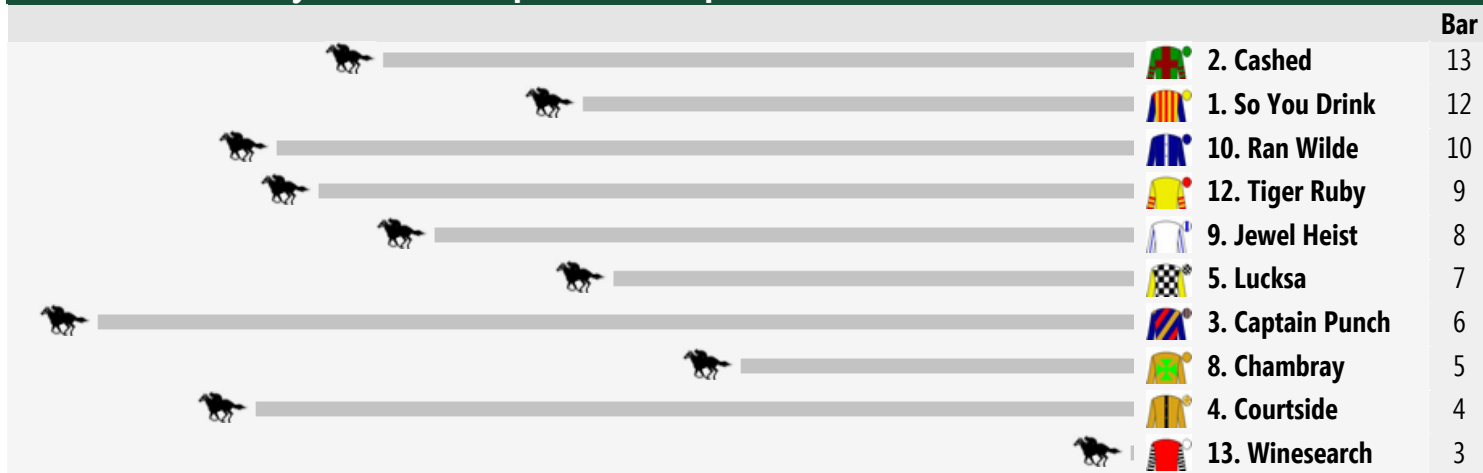 Bar
2. Cashed 13
1. So You Drink 12
10. Ran Wilde 10
12. Tiger Ruby 9
9. Jewel Heist 8
5. Lucksa 7
3. Captain Punch 6
8. Chambray 5
4. Courtside 4
13. Winesearch 3